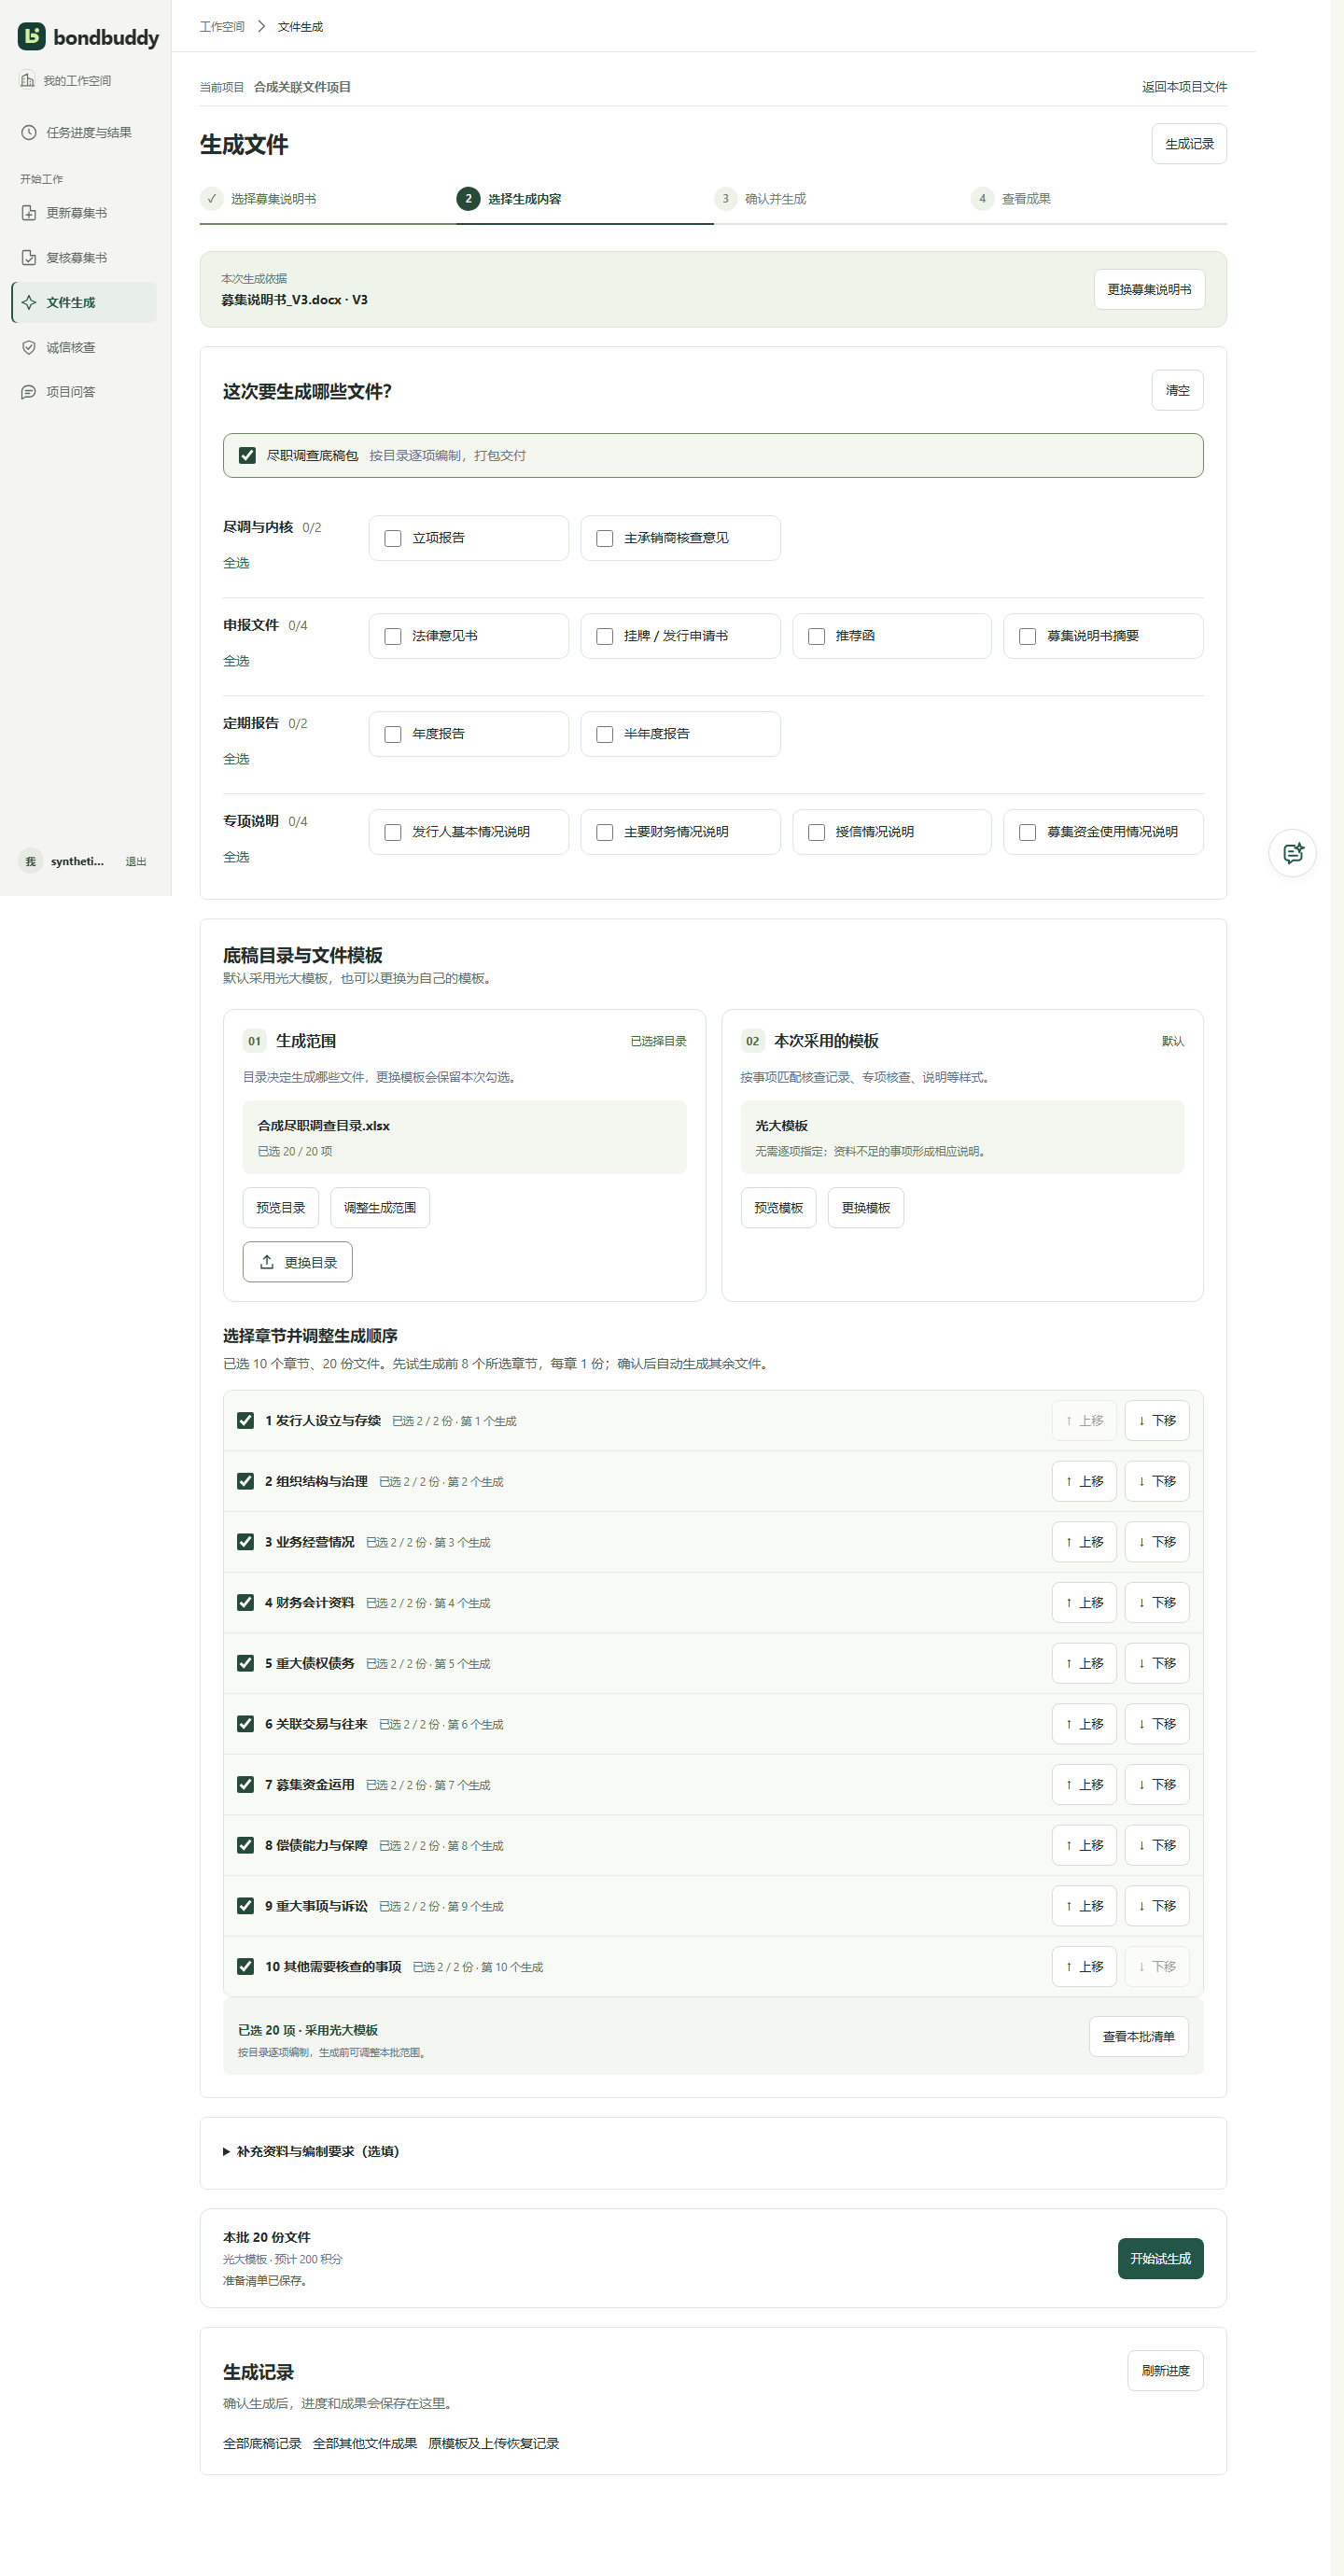 bondbuddy
我的工作空间
任务进度与结果
开始工作
更新募集书
复核募集书
文件生成
诚信核查
项目问答
我 syntheti... 退出
工作空间 > 文件生成
当前项目 合成关联文件项目 返回本项目文件
生成文件 生成记录
✓ 选择募集说明书 2 选择生成内容 3 确认并生成 4 查看成果
本次生成依据
募集说明书_V3.docx · V3
更换募集说明书
这次要生成哪些文件？ 清空
尽职调查底稿包 按目录逐项编制，打包交付
尽调与内核 0/2 立项报告 主承销商核查意见
全选
申报文件 0/4 法律意见书 挂牌 / 发行申请书 推荐函 募集说明书摘要
全选
定期报告 0/2 年度报告 半年度报告
全选
专项说明 0/4 发行人基本情况说明 主要财务情况说明 授信情况说明 募集资金使用情况说明
全选
底稿目录与文件模板
默认采用光大模板，也可以更换为自己的模板。
01 生成范围 已选择目录
目录决定生成哪些文件，更换模板会保留本次勾选。
合成尽职调查目录.xlsx
已选 20 / 20 项
预览目录 调整生成范围
更换目录
02 本次采用的模板 默认
按事项匹配核查记录、专项核查、说明等样式。
光大模板
无需逐项指定；资料不足的事项形成相应说明。
预览模板 更换模板
选择章节并调整生成顺序
已选 10 个章节、20 份文件。先试生成前 8 个所选章节，每章 1 份；确认后自动生成其余文件。
1 发行人设立与存续 已选 2 / 2 份 · 第 1 个生成 ↑ 上移 ↓ 下移
2 组织结构与治理 已选 2 / 2 份 · 第 2 个生成 ↑ 上移 ↓ 下移
3 业务经营情况 已选 2 / 2 份 · 第 3 个生成 ↑ 上移 ↓ 下移
4 财务会计资料 已选 2 / 2 份 · 第 4 个生成 ↑ 上移 ↓ 下移
5 重大债权债务 已选 2 / 2 份 · 第 5 个生成 ↑ 上移 ↓ 下移
6 关联交易与往来 已选 2 / 2 份 · 第 6 个生成 ↑ 上移 ↓ 下移
7 募集资金运用 已选 2 / 2 份 · 第 7 个生成 ↑ 上移 ↓ 下移
8 偿债能力与保障 已选 2 / 2 份 · 第 8 个生成 ↑ 上移 ↓ 下移
9 重大事项与诉讼 已选 2 / 2 份 · 第 9 个生成 ↑ 上移 ↓ 下移
10 其他需要核查的事项 已选 2 / 2 份 · 第 10 个生成 ↑ 上移 ↓ 下移
已选 20 项 · 采用光大模板
按目录逐项编制，生成前可调整本批范围。
查看本批清单
▶ 补充资料与编制要求（选填）
本批 20 份文件
光大模板 · 预计 200 积分
准备清单已保存。
开始试生成
生成记录 刷新进度
确认生成后，进度和成果会保存在这里。
全部底稿记录 全部其他文件成果 原模板及上传恢复记录